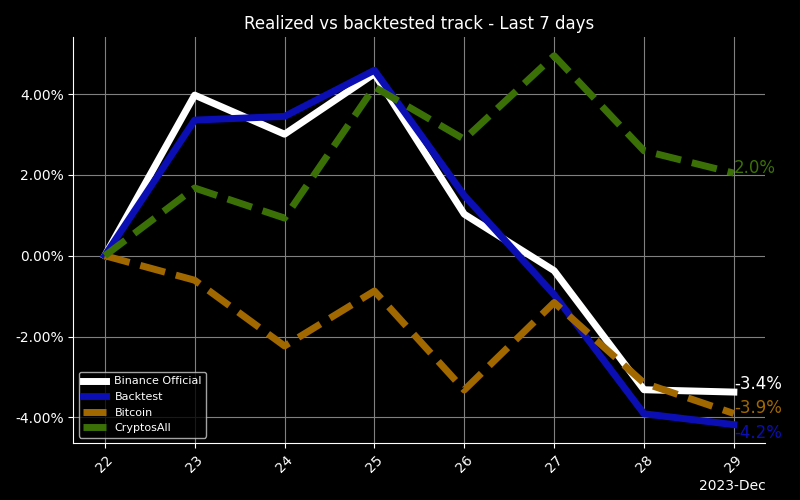 Realized vs backtested track - Last 7 days
4.00%
2.00%
0.00%
-2.00%
-4.00%
2.0%
-3.4%
-3.9%
-4.2%
Binance Official
Backtest
Bitcoin
CryptosAll
22
23
24
25
26
27
28
29
2023-Dec